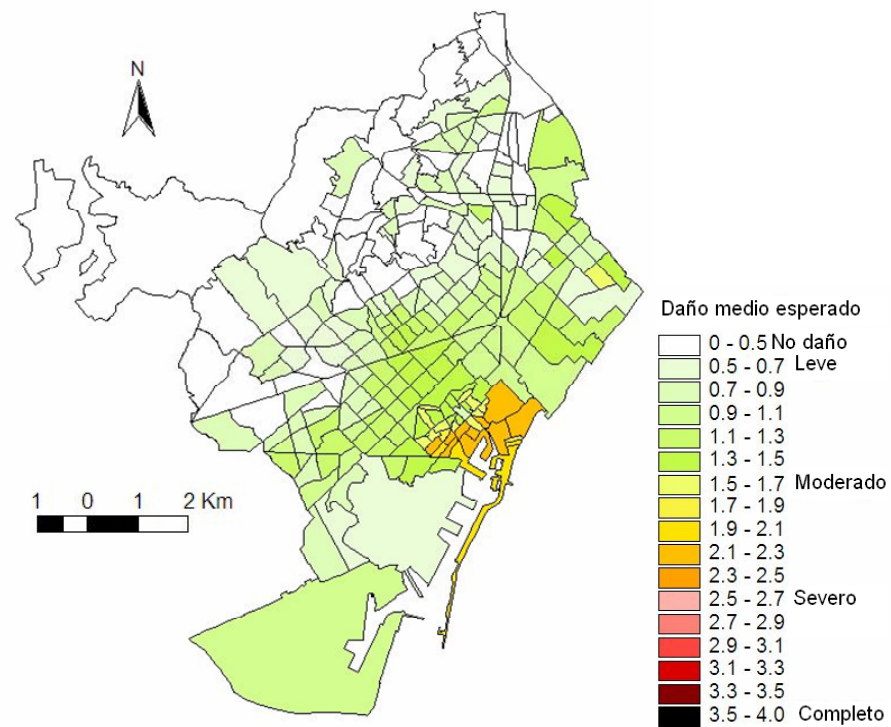 N
1 0 1 2 Km
Daño medio esperado
0 - 0.5 No daño
0.5 - 0.7 Leve
0.7 - 0.9
0.9 - 1.1
1.1 - 1.3
1.3 - 1.5
1.5 - 1.7 Moderado
1.7 - 1.9
1.9 - 2.1
2.1 - 2.3
2.3 - 2.5
2.5 - 2.7 Severo
2.7 - 2.9
2.9 - 3.1
3.1 - 3.3
3.3 - 3.5
3.5 - 4.0 Completo